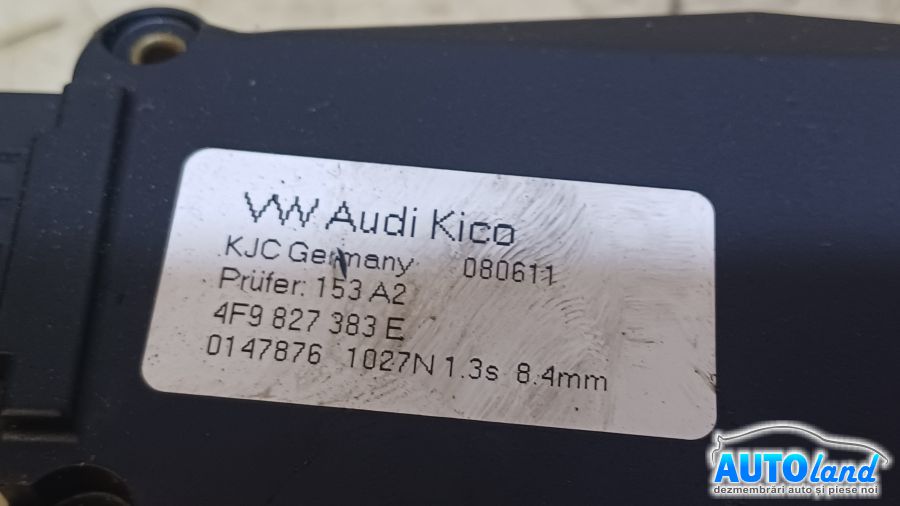 VW Audi Kico
KJC Germany 080611
Prüfer: 153 A2
4F9 827 383 E
0147876 1027N 1.3s 8.4mm
AUTOland
dezmembrări auto și piese noi